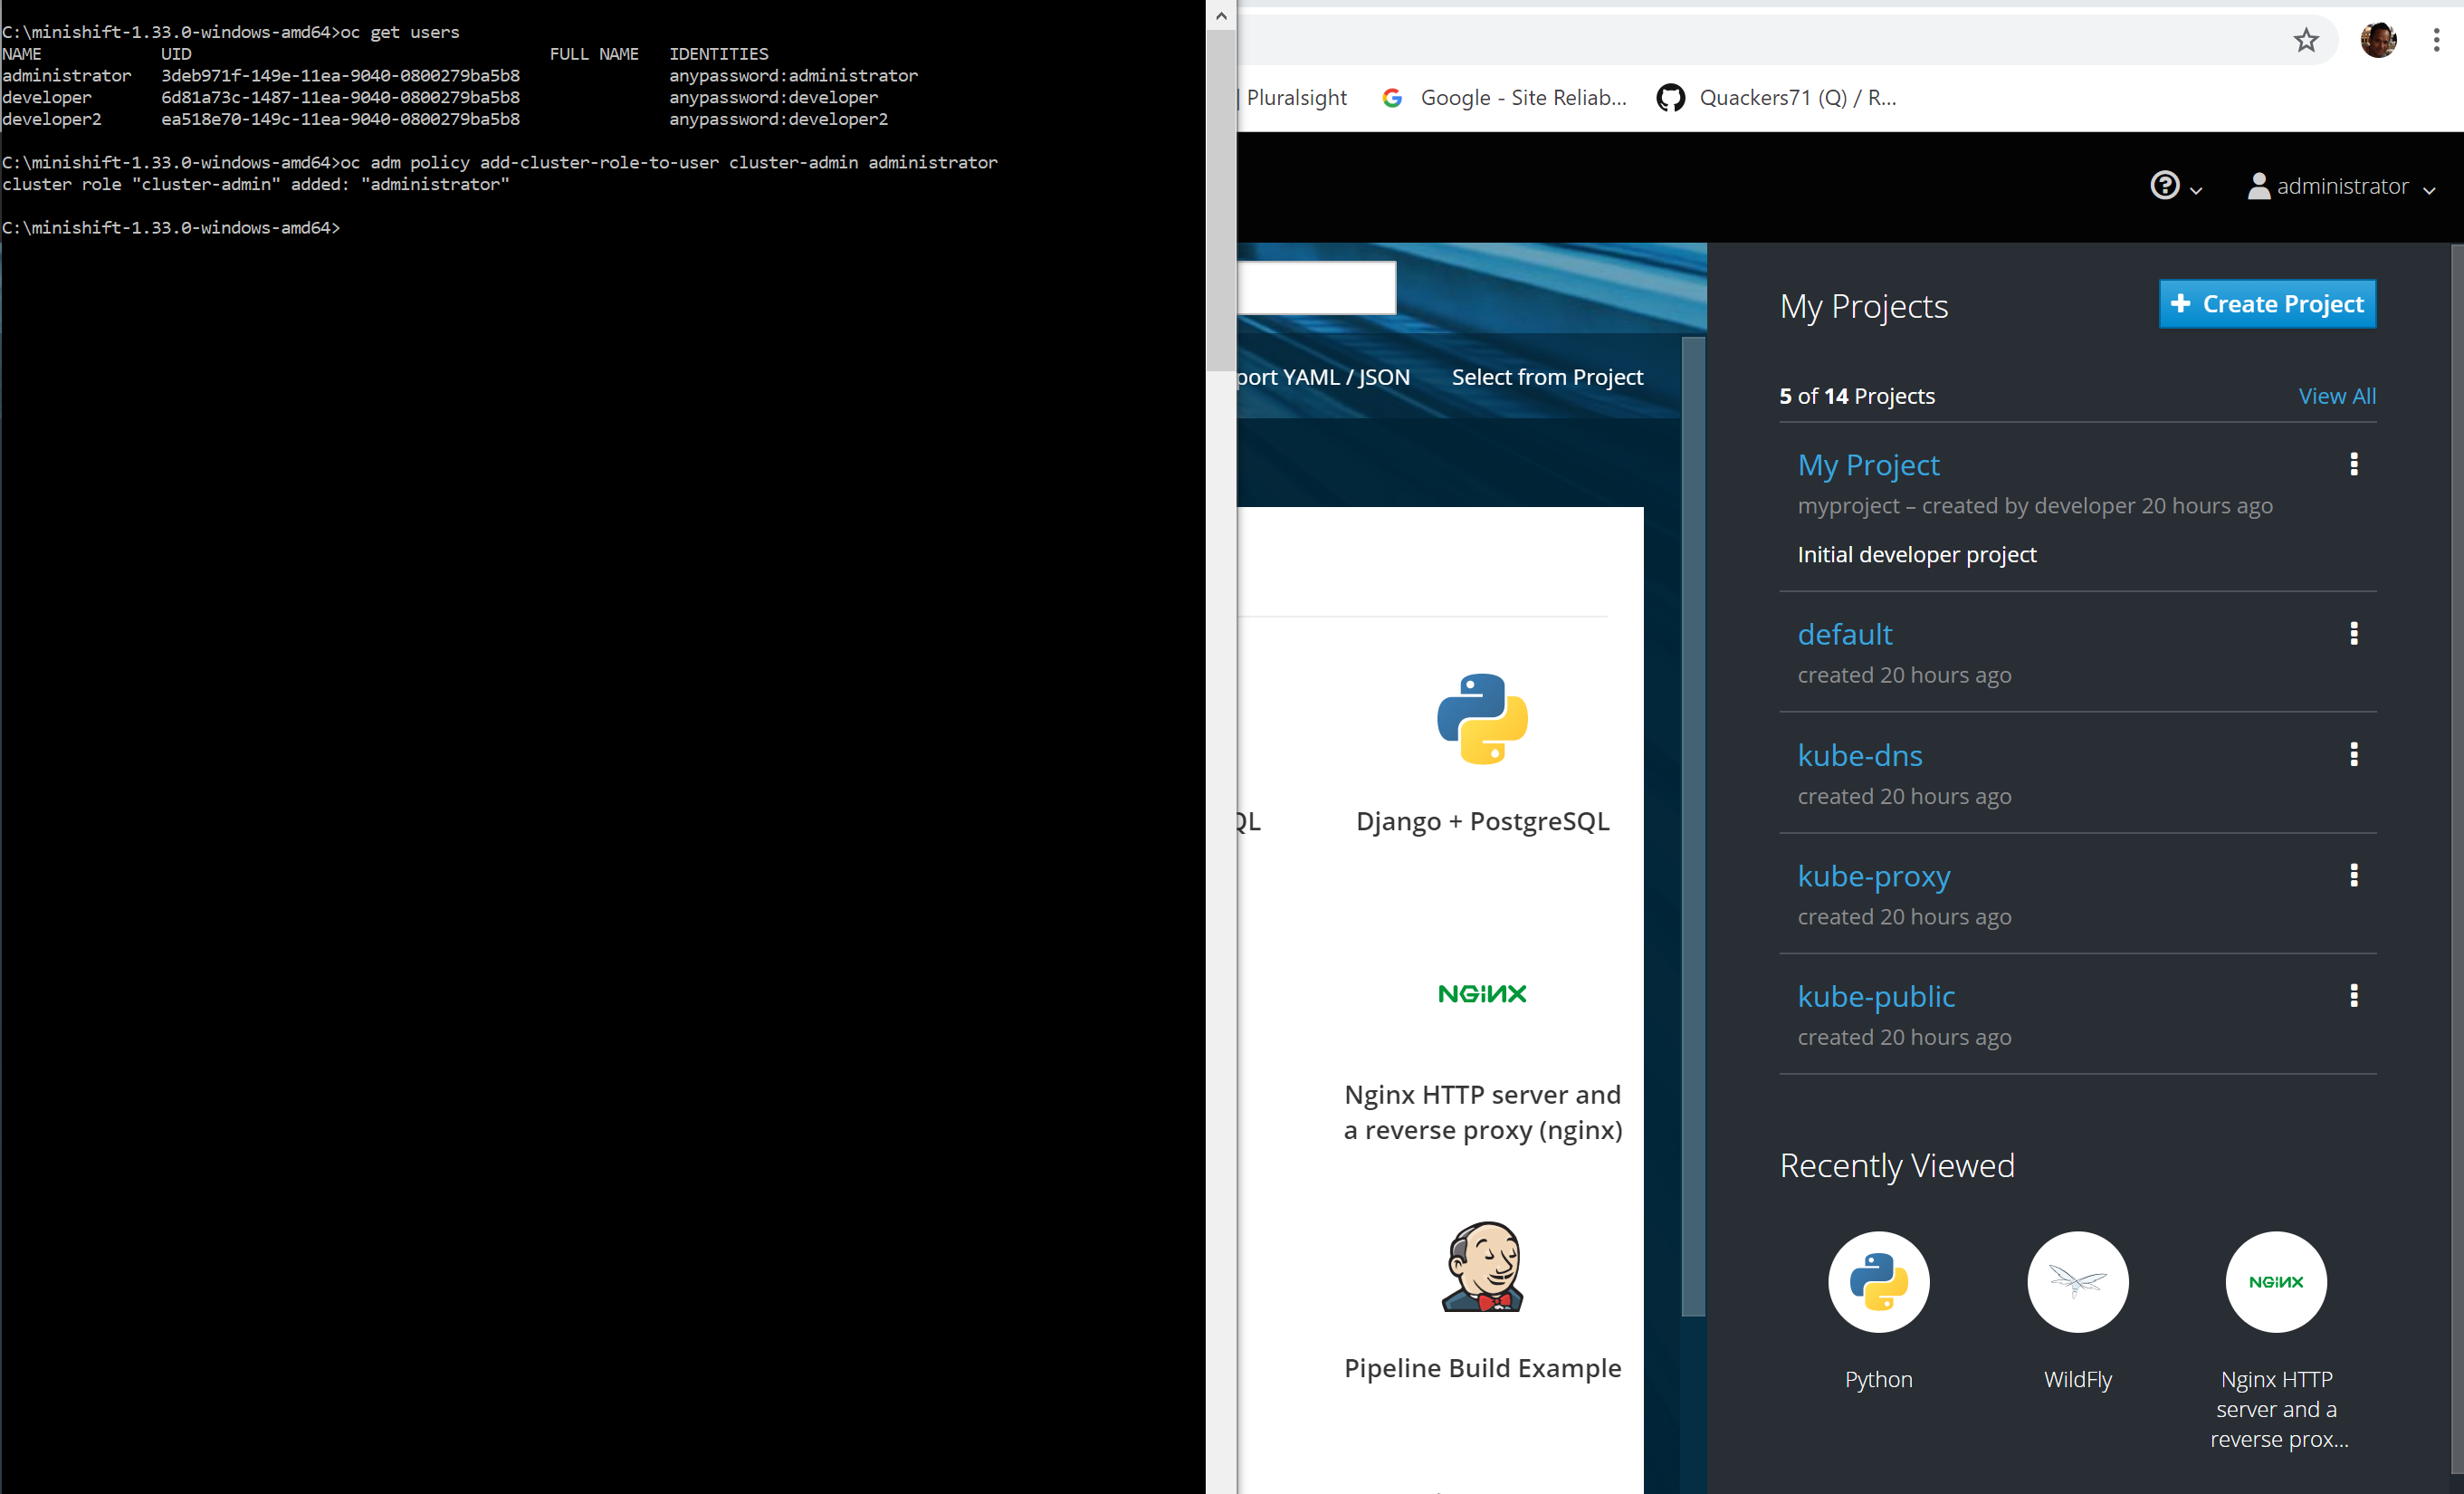 C:\minishift-1.33.0-windows-amd64>oc get users
NAME UID FULL NAME IDENTITIES
administrator 3deb971f-149e-11ea-9040-0800279ba5b8 anypassword:administrator
developer 6d81a73c-1487-11ea-9040-0800279ba5b8 anypassword:developer
developer2 ea518e70-149c-11ea-9040-0800279ba5b8 anypassword:developer2
C:\minishift-1.33.0-windows-amd64>oc adm policy add-cluster-role-to-user cluster-admin administrator
cluster role "cluster-admin" added: "administrator"
C:\minishift-1.33.0-windows-amd64>
Pluralsight Google - Site Reliab... Quackers71 (Q) / R...
administrator
port YAML / JSON Select from Project
QL
Django + PostgreSQL
NGINX
Nginx HTTP server and
a reverse proxy (nginx)
Pipeline Build Example
My Projects
Create Project
5 of 14 Projects View All
My Project
myproject – created by developer 20 hours ago
Initial developer project
default
created 20 hours ago
kube-dns
created 20 hours ago
kube-proxy
created 20 hours ago
kube-public
created 20 hours ago
Recently Viewed
NGINX
Python
WildFly
Nginx HTTP
server and a
reverse prox...